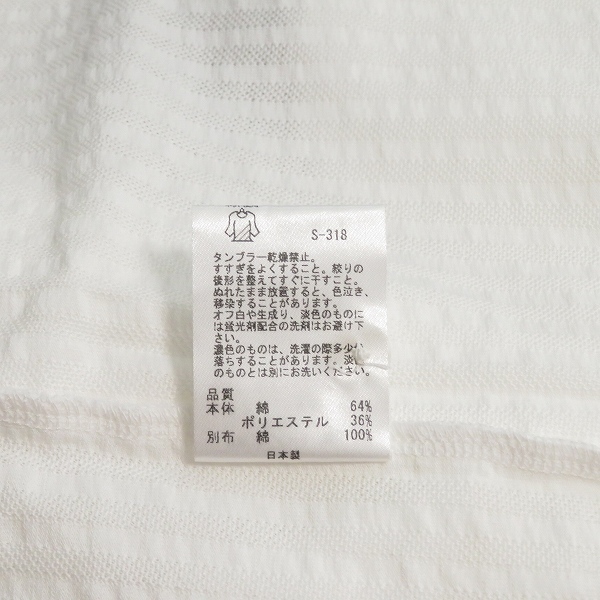 S-318
タンブラー乾燥禁止。
すすぎをよくすること。絞りの
後形を整えてすぐに干すこと。
ぬれたまま放置すると、色泣き、
移染することがあります。
オフ白や生成り、淡色のものに
は蛍光剤配合の洗剤はお避け下
さい。
濃色のものは、洗濯の際多少
落ちすることがあります。淡色
のものとは別にお洗いください。
品質
本体 綿 64%
ポリエステル 36%
別布 綿 100%
日本製